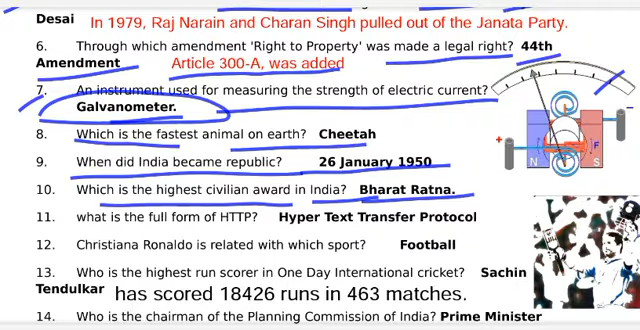 Desai In 1979, Raj Narain and Charan Singh pulled out of the Janata Party.
6. Through which amendment 'Right to Property' was made a legal right? 44th
Amendment Article 300-A, was added
7. An instrument used for measuring the strength of electric current?
Galvanometer.
8. Which is the fastest animal on earth? Cheetah
9. When did India became republic? 26 January 1950
10. Which is the highest civilian award in India? Bharat Ratna.
11. what is the full form of HTTP? Hyper Text Transfer Protocol
12. Christiana Ronaldo is related with which sport? Football
13. Who is the highest run scorer in One Day International cricket? Sachin
Tendulkar has scored 18426 runs in 463 matches.
14. Who is the chairman of the Planning Commission of India? Prime Minister
+
−
N
F
S